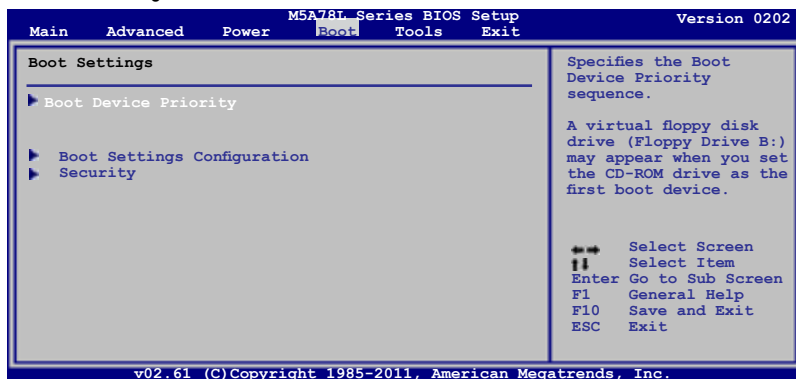 M5A78L Series BIOS Setup Version 0202
Main Advanced Power Boot Tools Exit
Boot Settings
Boot Device Priority
Boot Settings Configuration
Security
Specifies the Boot
Device Priority
sequence.
A virtual floppy disk
drive (Floppy Drive B:)
may appear when you set
the CD-ROM drive as the
first boot device.
Select Screen
Select Item
Enter Go to Sub Screen
F1 General Help
F10 Save and Exit
ESC Exit
v02.61 (C)Copyright 1985-2011, American Megatrends, Inc.